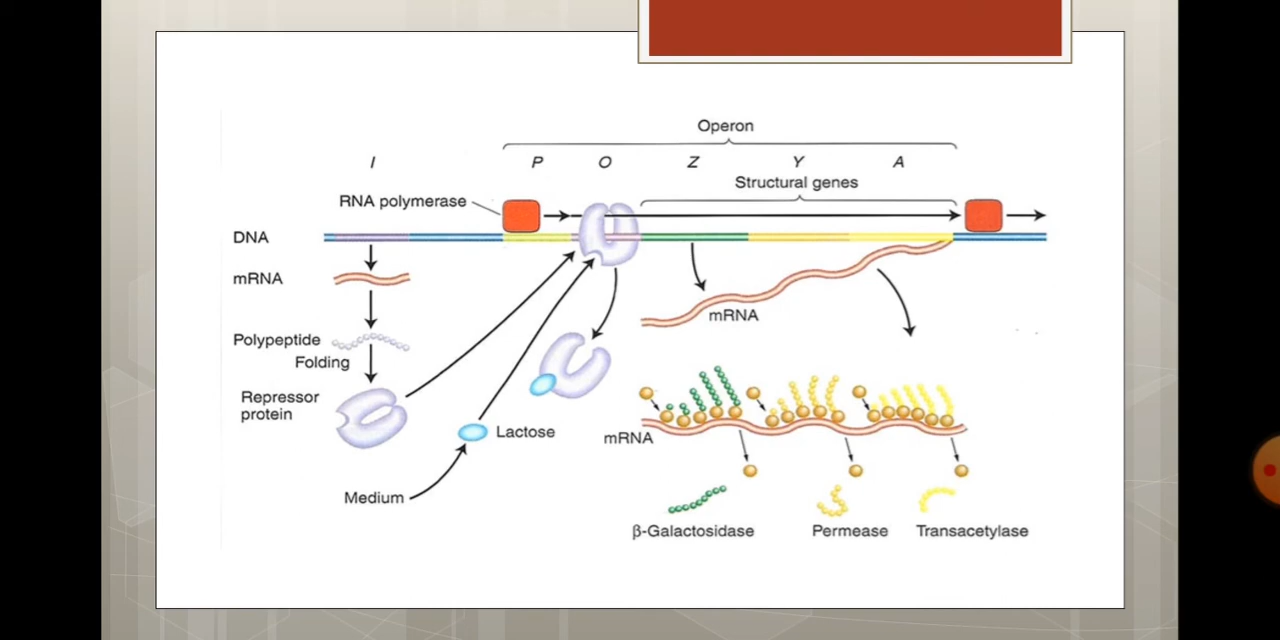 Operon
I P O Z Y A
Structural genes
RNA polymerase
DNA
mRNA
mRNA
Polypeptide
Folding
Repressor
protein
Lactose
mRNA
Medium
β-Galactosidase Permease Transacetylase